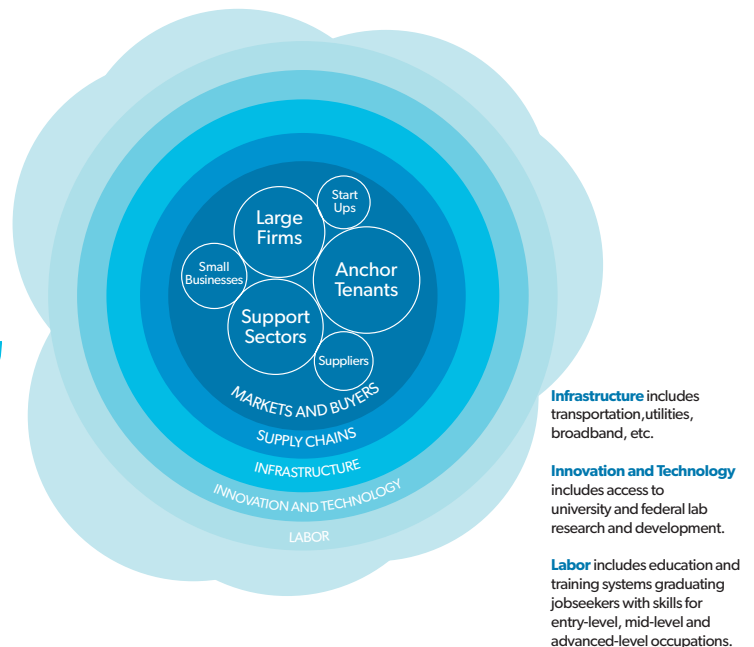 Start
Ups
Large
Firms
Small
Businesses
Anchor
Tenants
Support
Sectors
Suppliers
MARKETS AND BUYERS
SUPPLY CHAINS
INFRASTRUCTURE
INNOVATION AND TECHNOLOGY
LABOR
Infrastructure includes
transportation,utilities,
broadband, etc.
Innovation and Technology
includes access to
university and federal lab
research and development.
Labor includes education and
training systems graduating
jobseekers with skills for
entry-level, mid-level and
advanced-level occupations.